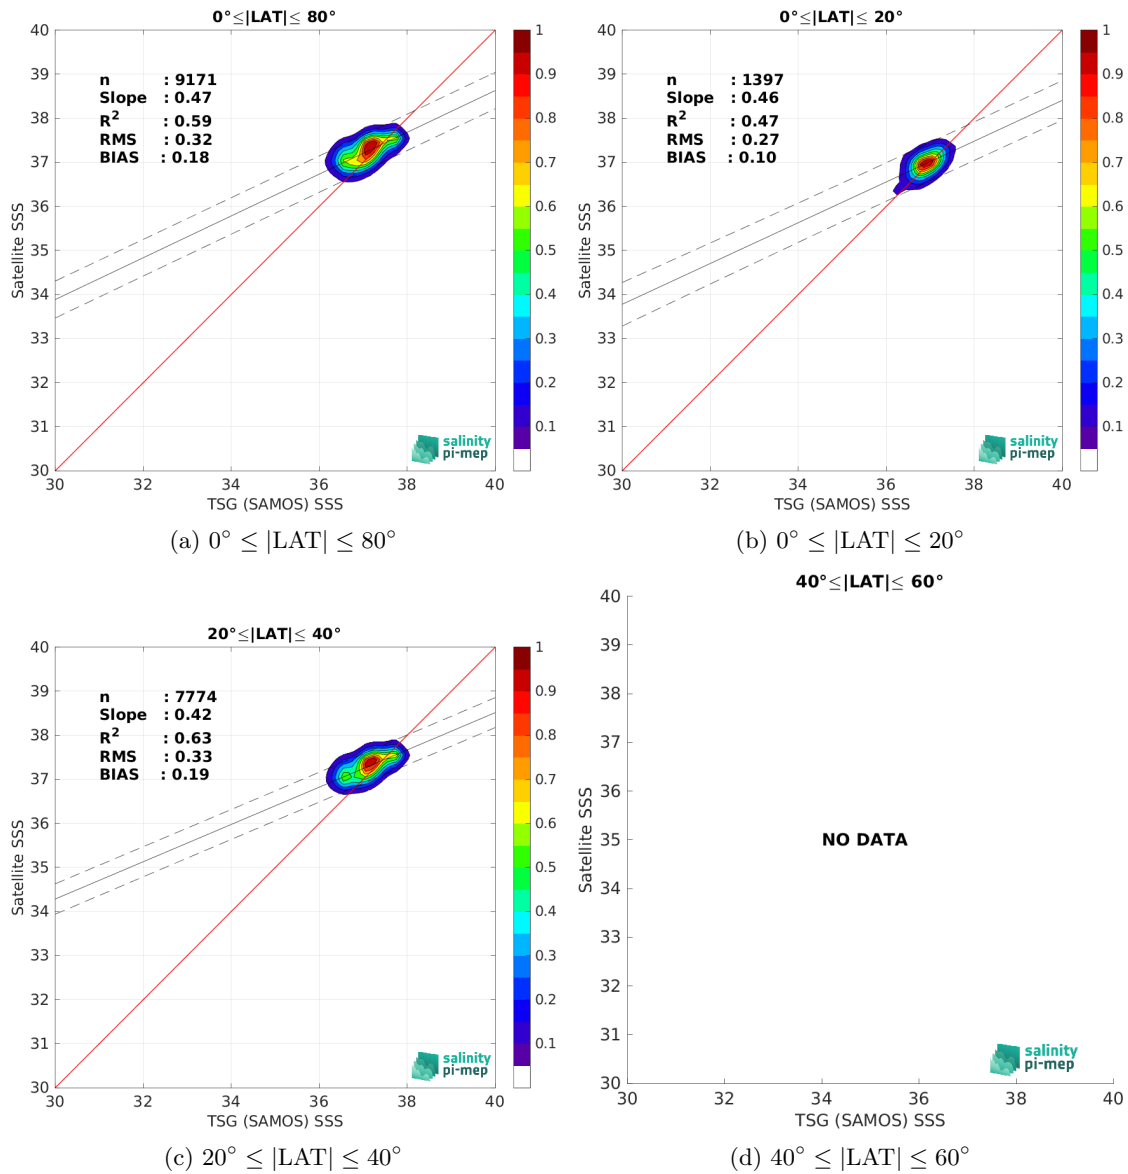 0°≤|LAT|≤ 80°
40
39
38
37
36
35
34
33
32
31
30
Satellite SSS
n : 9171
Slope : 0.47
R² : 0.59
RMS : 0.32
BIAS : 0.18
1
0.9
0.8
0.7
0.6
0.5
0.4
0.3
0.2
0.1
salinity
pi-mep
30 32 34 36 38 40
TSG (SAMOS) SSS
(a) 0° ≤ |LAT| ≤ 80°
0°≤|LAT|≤ 20°
40
39
38
37
36
35
34
33
32
31
30
Satellite SSS
n : 1397
Slope : 0.46
R² : 0.47
RMS : 0.27
BIAS : 0.10
1
0.9
0.8
0.7
0.6
0.5
0.4
0.3
0.2
0.1
salinity
pi-mep
30 32 34 36 38 40
TSG (SAMOS) SSS
(b) 0° ≤ |LAT| ≤ 20°
20°≤|LAT|≤ 40°
40
39
38
37
36
35
34
33
32
31
30
Satellite SSS
n : 7774
Slope : 0.42
R² : 0.63
RMS : 0.33
BIAS : 0.19
1
0.9
0.8
0.7
0.6
0.5
0.4
0.3
0.2
0.1
salinity
pi-mep
30 32 34 36 38 40
TSG (SAMOS) SSS
(c) 20° ≤ |LAT| ≤ 40°
40°≤|LAT|≤ 60°
40
39
38
37
36
35
34
33
32
31
30
Satellite SSS
NO DATA
salinity
pi-mep
30 32 34 36 38 40
TSG (SAMOS) SSS
(d) 40° ≤ |LAT| ≤ 60°